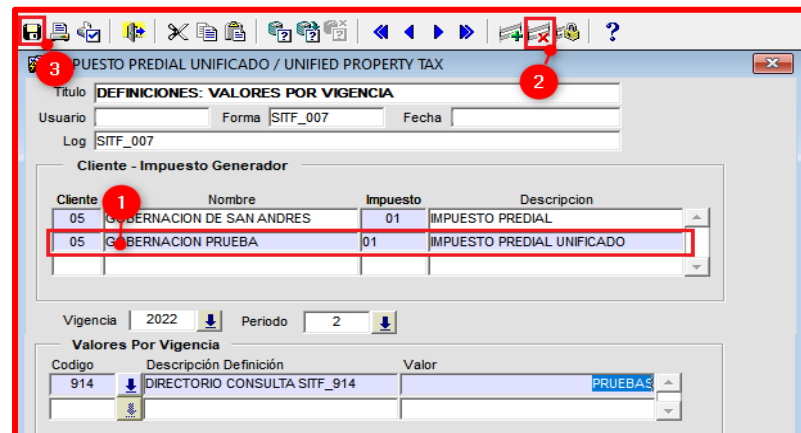 ?
3
PUESTO PREDIAL UNIFICADO / UNIFIED PROPERTY TAX
2
Titulo DEFINICIONES: VALORES POR VIGENCIA
Usuario Forma SITF_007 Fecha
Log SITF_007
Cliente - Impuesto Generador
Cliente 1 Nombre Impuesto Descripcion
05 GOBERNACION DE SAN ANDRES 01 IMPUESTO PREDIAL
05 GOBERNACION PRUEBA 01 IMPUESTO PREDIAL UNIFICADO
Vigencia 2022 Periodo 2
Valores Por Vigencia
Codigo Descripción Definición Valor
914 DIRECTORIO CONSULTA SITF_914 PRUEBAS